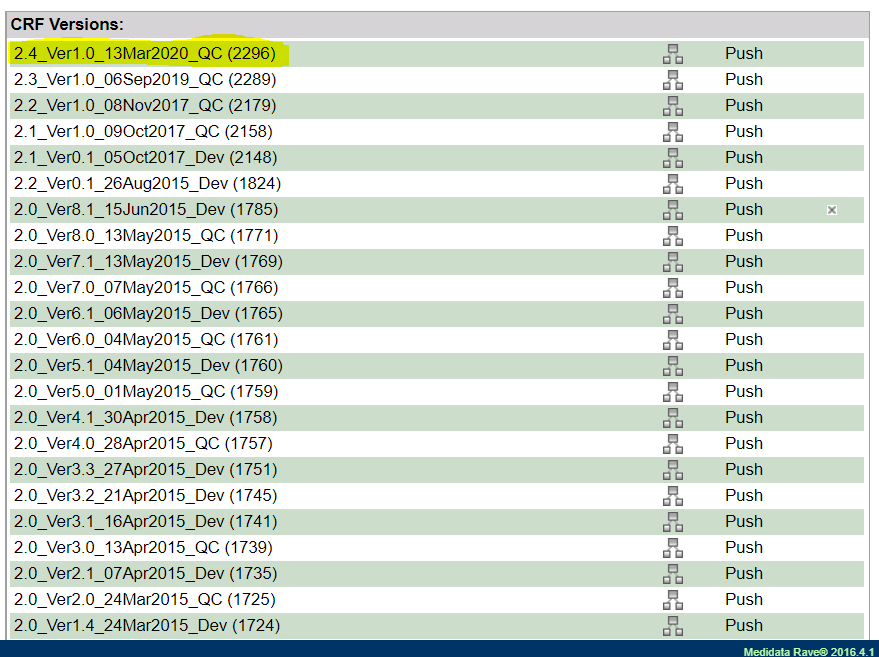 CRF Versions:
2.4_Ver1.0_13Mar2020_QC (2296) Push
2.3_Ver1.0_06Sep2019_QC (2289) Push
2.2_Ver1.0_08Nov2017_QC (2179) Push
2.1_Ver1.0_09Oct2017_QC (2158) Push
2.1_Ver0.1_05Oct2017_Dev (2148) Push
2.2_Ver0.1_26Aug2015_Dev (1824) Push
2.0_Ver8.1_15Jun2015_Dev (1785) Push
2.0_Ver8.0_13May2015_QC (1771) Push
2.0_Ver7.1_13May2015_Dev (1769) Push
2.0_Ver7.0_07May2015_QC (1766) Push
2.0_Ver6.1_06May2015_Dev (1765) Push
2.0_Ver6.0_04May2015_QC (1761) Push
2.0_Ver5.1_04May2015_Dev (1760) Push
2.0_Ver5.0_01May2015_QC (1759) Push
2.0_Ver4.1_30Apr2015_Dev (1758) Push
2.0_Ver4.0_28Apr2015_QC (1757) Push
2.0_Ver3.3_27Apr2015_Dev (1751) Push
2.0_Ver3.2_21Apr2015_Dev (1745) Push
2.0_Ver3.1_16Apr2015_Dev (1741) Push
2.0_Ver3.0_13Apr2015_QC (1739) Push
2.0_Ver2.1_07Apr2015_Dev (1735) Push
2.0_Ver2.0_24Mar2015_QC (1725) Push
2.0_Ver1.4_24Mar2015_Dev (1724) Push
Medidata Rave® 2016.4.1